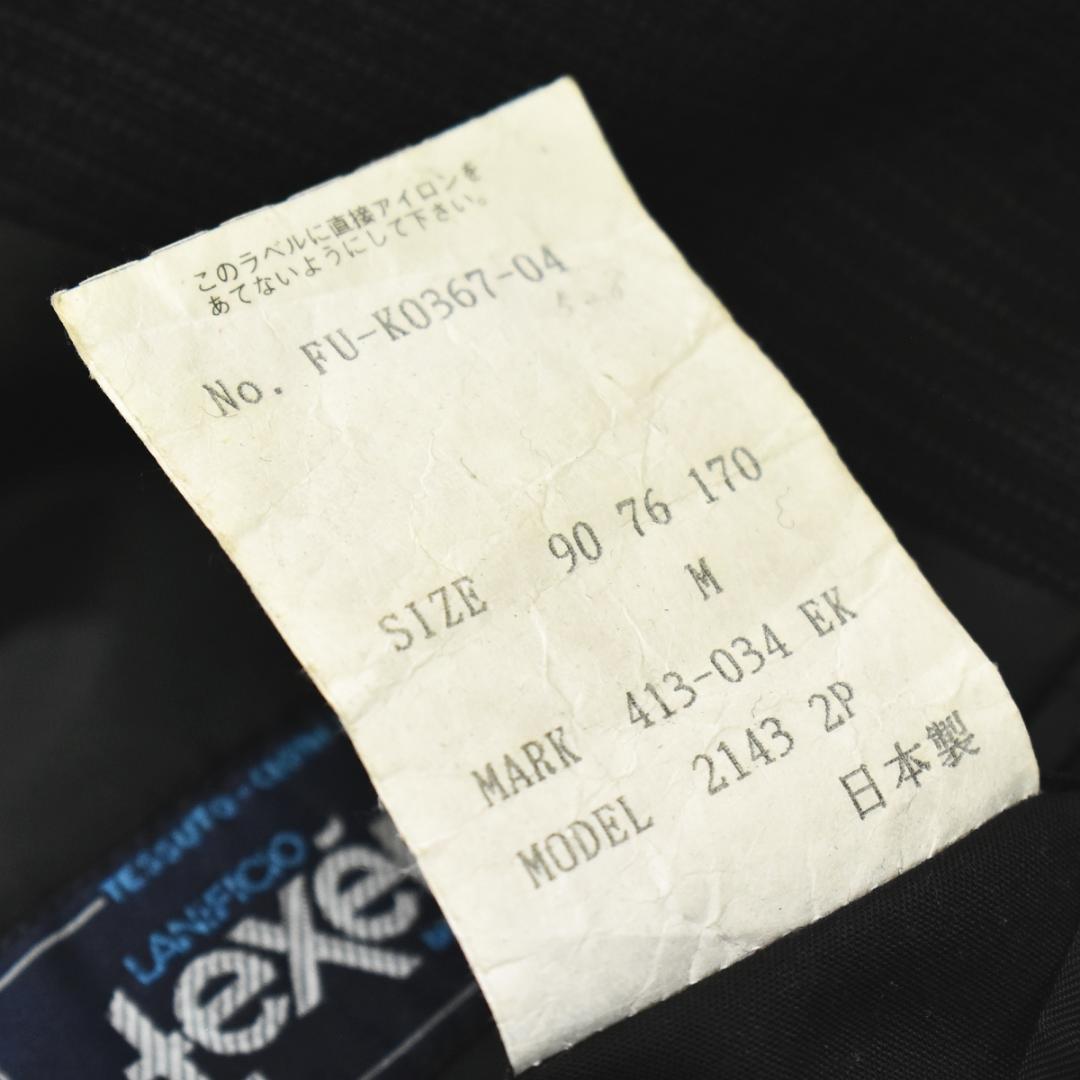 このラベルに直接アイロンを
あてないようにして下さい。
No. FU-K0367-04
SIZE 90 76 170
M
MARK 413-034 EK
MODEL 2143 2P
日本製
TESSUTO
LANIFICIO